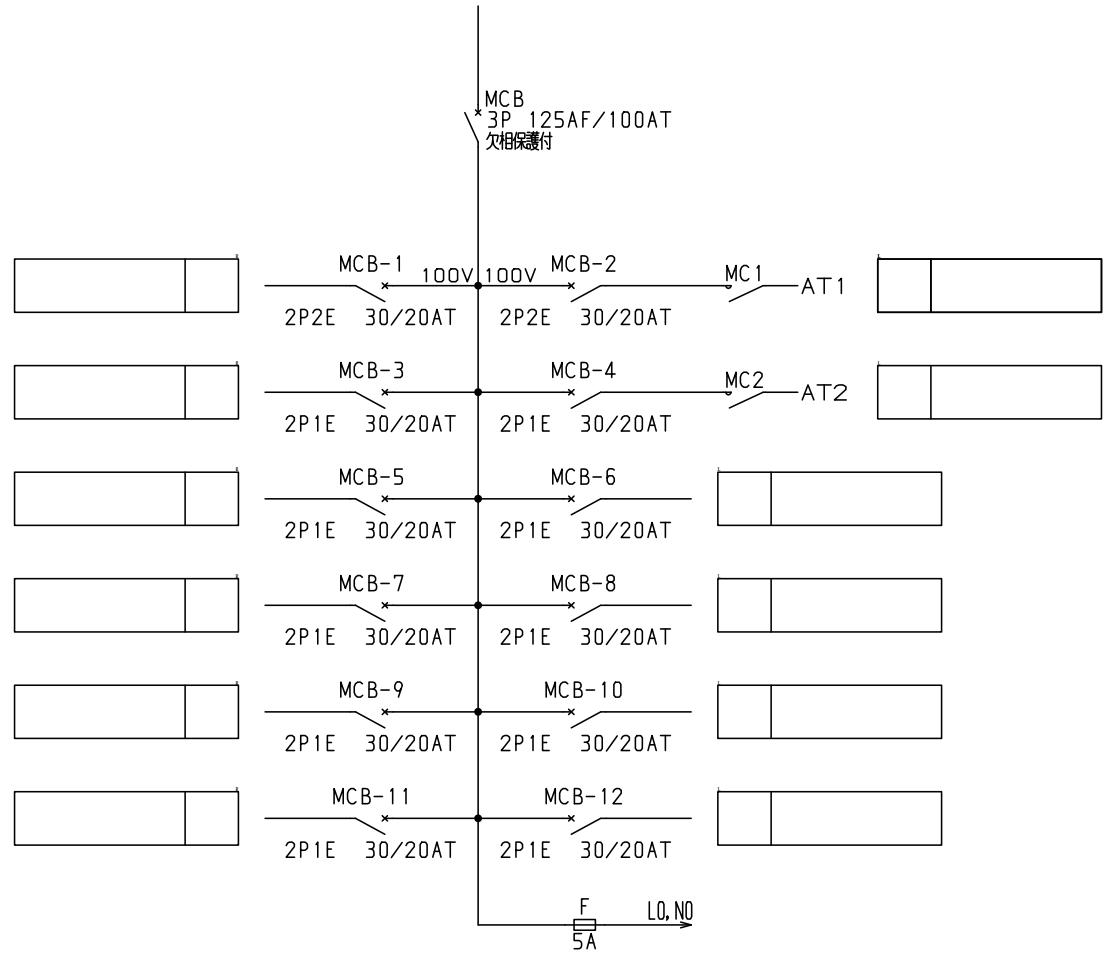 MCB
3P 125AF/100AT
欠相保護付
MCB-1 100V 100V MCB-2 MC1 AT1
2P2E 30/20AT 2P2E 30/20AT
MCB-3 MCB-4 MC2 AT2
2P1E 30/20AT 2P1E 30/20AT
MCB-5 MCB-6
2P1E 30/20AT 2P1E 30/20AT
MCB-7 MCB-8
2P1E 30/20AT 2P1E 30/20AT
MCB-9 MCB-10
2P1E 30/20AT 2P1E 30/20AT
MCB-11 MCB-12
2P1E 30/20AT 2P1E 30/20AT
F L0,N0
5A